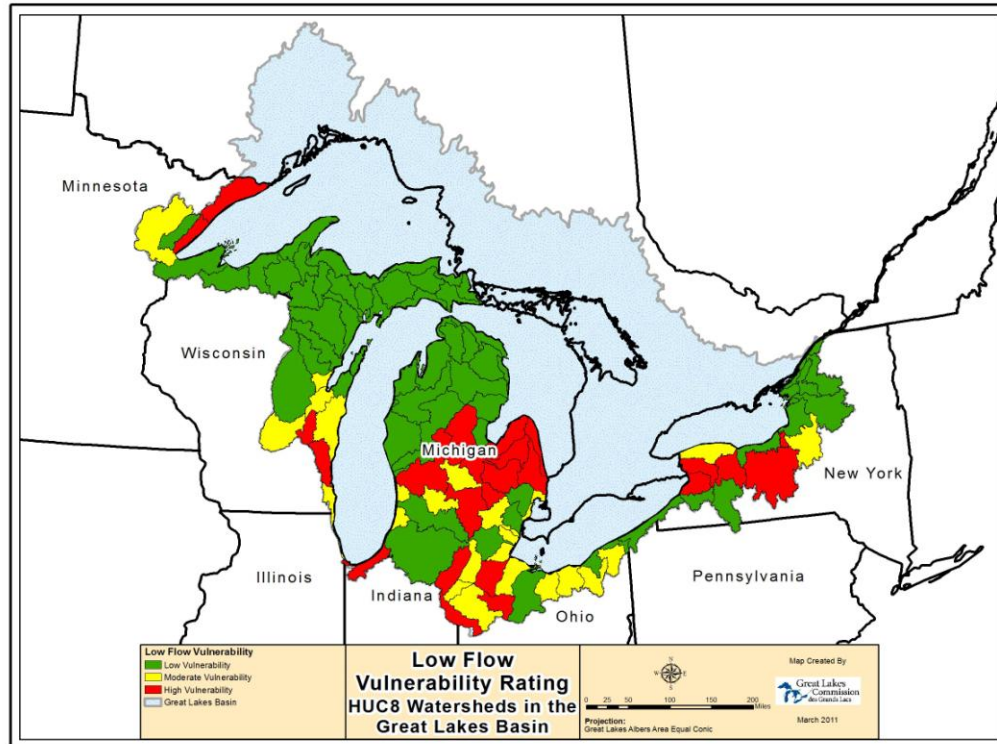 Minnesota
Wisconsin
Michigan
New York
Illinois
Indiana
Ohio
Pennsylvania
Low Flow Vulnerability
Low Vulnerability
Moderate Vulnerability
High Vulnerability
Great Lakes Basin
Low Flow
Vulnerability Rating
HUC8 Watersheds in the
Great Lakes Basin
N
W
E
S
0 25 50 100 150 200
Miles
Projection:
Great Lakes Albers Area Equal Conic
Map Created By
Great Lakes
Commission
des Grands Lacs
March 2011